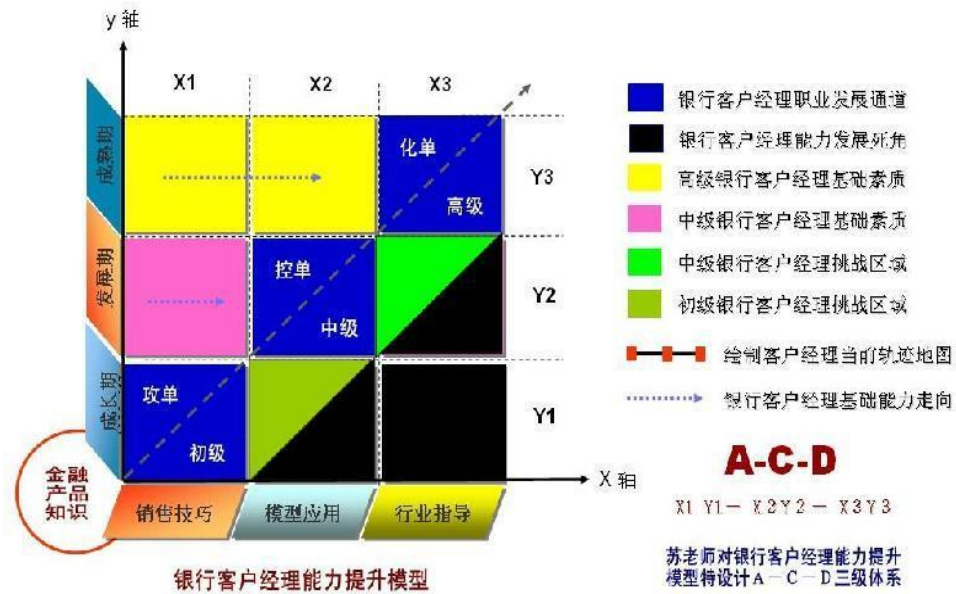 y 轴
X1
X2
X3
成熟期
发展期
成长期
化单
高级
控单
中级
攻单
初级
Y3
Y2
Y1
X 轴
金融
产品
知识
销售技巧
模型应用
行业指导
银行客户经理能力提升模型
银行客户经理职业发展通道
银行客户经理能力发展死角
高级银行客户经理基础素质
中级银行客户经理基础素质
中级银行客户经理挑战区域
初级银行客户经理挑战区域
绘制客户经理当前轨迹地图
银行客户经理基础能力走向
A-C-D
X1 Y1— X2Y2— X3Y3
苏老师对银行客户经理能力提升
模型特设计A－C－D三级体系